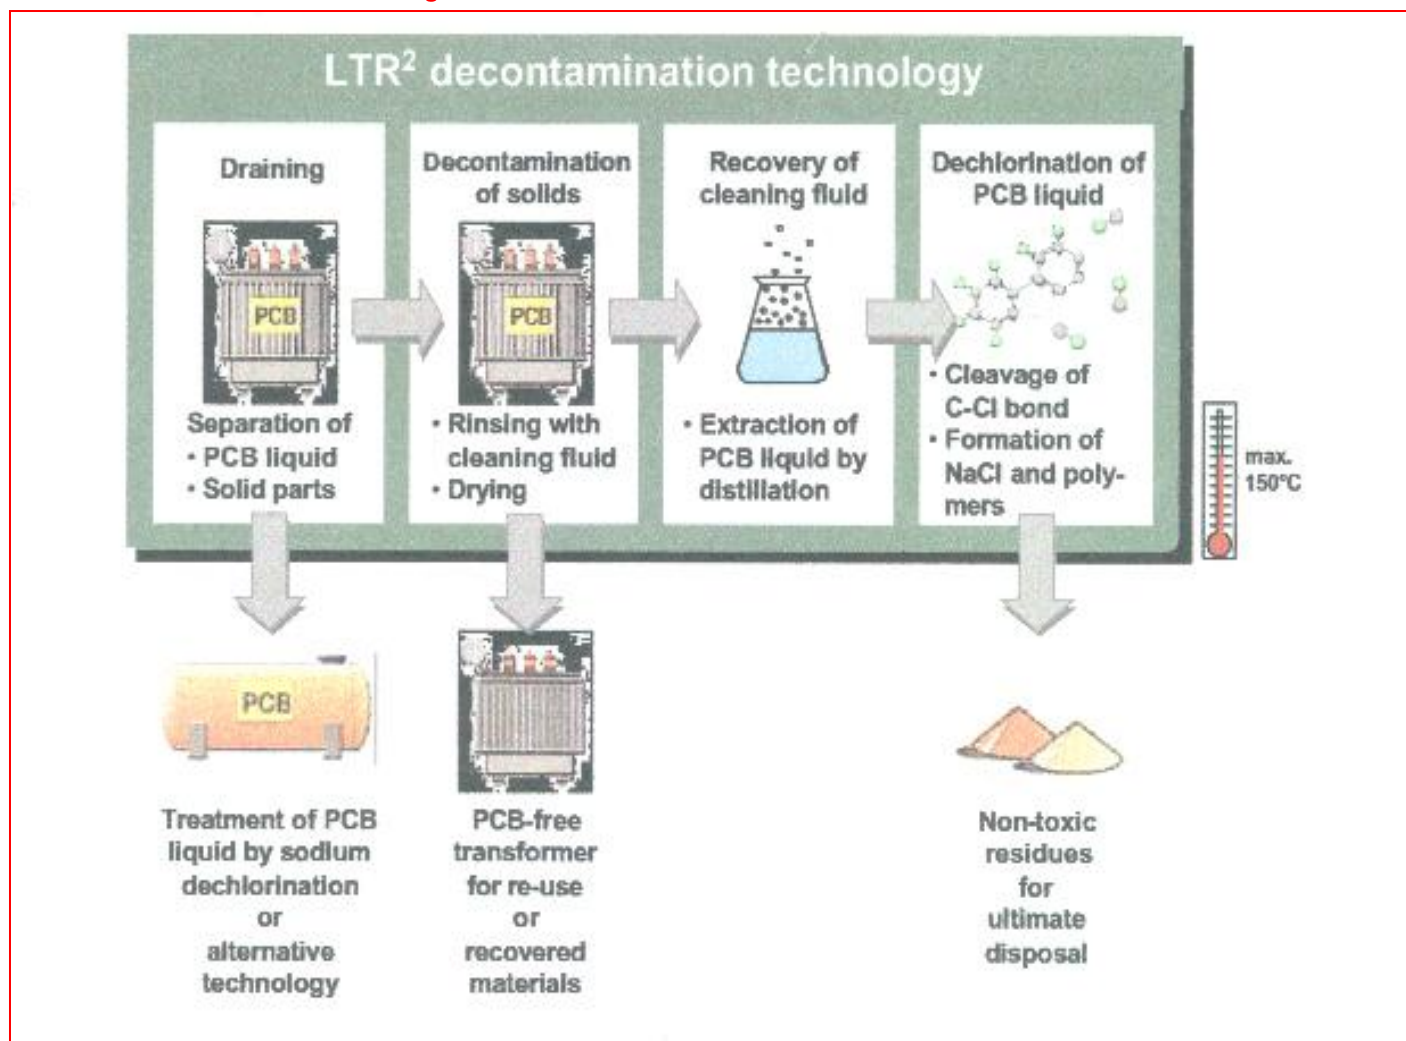 LTR² decontamination technology
Draining
PCB
Separation of
• PCB liquid
• Solid parts
Decontamination
of solids
PCB
• Rinsing with
cleaning fluid
• Drying
Recovery of
cleaning fluid
• Extraction of
PCB liquid by
distillation
Dechlorination of
PCB liquid
• Cleavage of
C-Cl bond
• Formation of
NaCl and poly-
mers
max.
150°C
PCB
Treatment of PCB
liquid by sodium
dechlorination
or
alternative
technology
PCB-free
transformer
for re-use
or
recovered
materials
Non-toxic
residues
for
ultimate
disposal